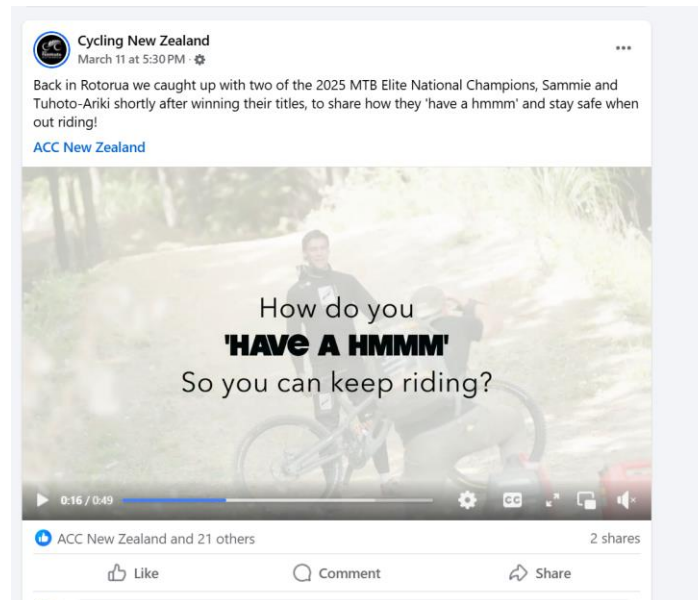 Cycling New Zealand
March 11 at 5:30 PM ·
Back in Rotorua we caught up with two of the 2025 MTB Elite National Champions, Sammie and
Tuhoto-Ariki shortly after winning their titles, to share how they 'have a hmmm' and stay safe when
out riding!
ACC New Zealand
How do you
'HAVE A HMMM'
So you can keep riding?
0:16 / 0:49
CC
ACC New Zealand and 21 others
2 shares
Like
Comment
Share